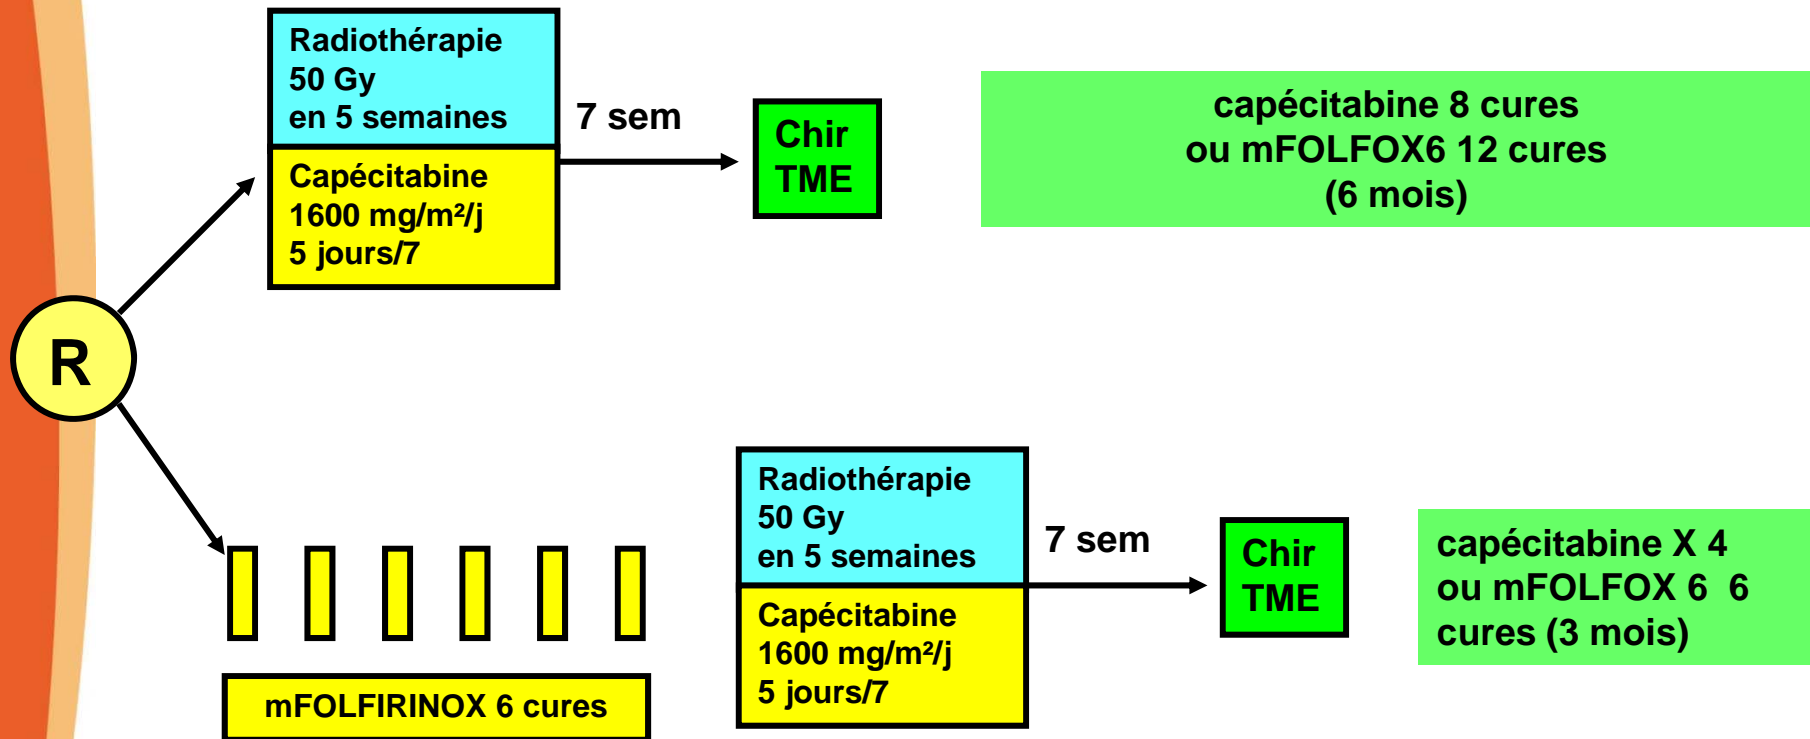 Radiothérapie
50 Gy
en 5 semaines
Capécitabine
1600 mg/m²/j
5 jours/7
7 sem
Chir
TME
capécitabine 8 cures
ou mFOLFOX6 12 cures
(6 mois)
R
mFOLFIRINOX 6 cures
Radiothérapie
50 Gy
en 5 semaines
Capécitabine
1600 mg/m²/j
5 jours/7
7 sem
Chir
TME
capécitabine X 4
ou mFOLFOX 6 6
cures (3 mois)